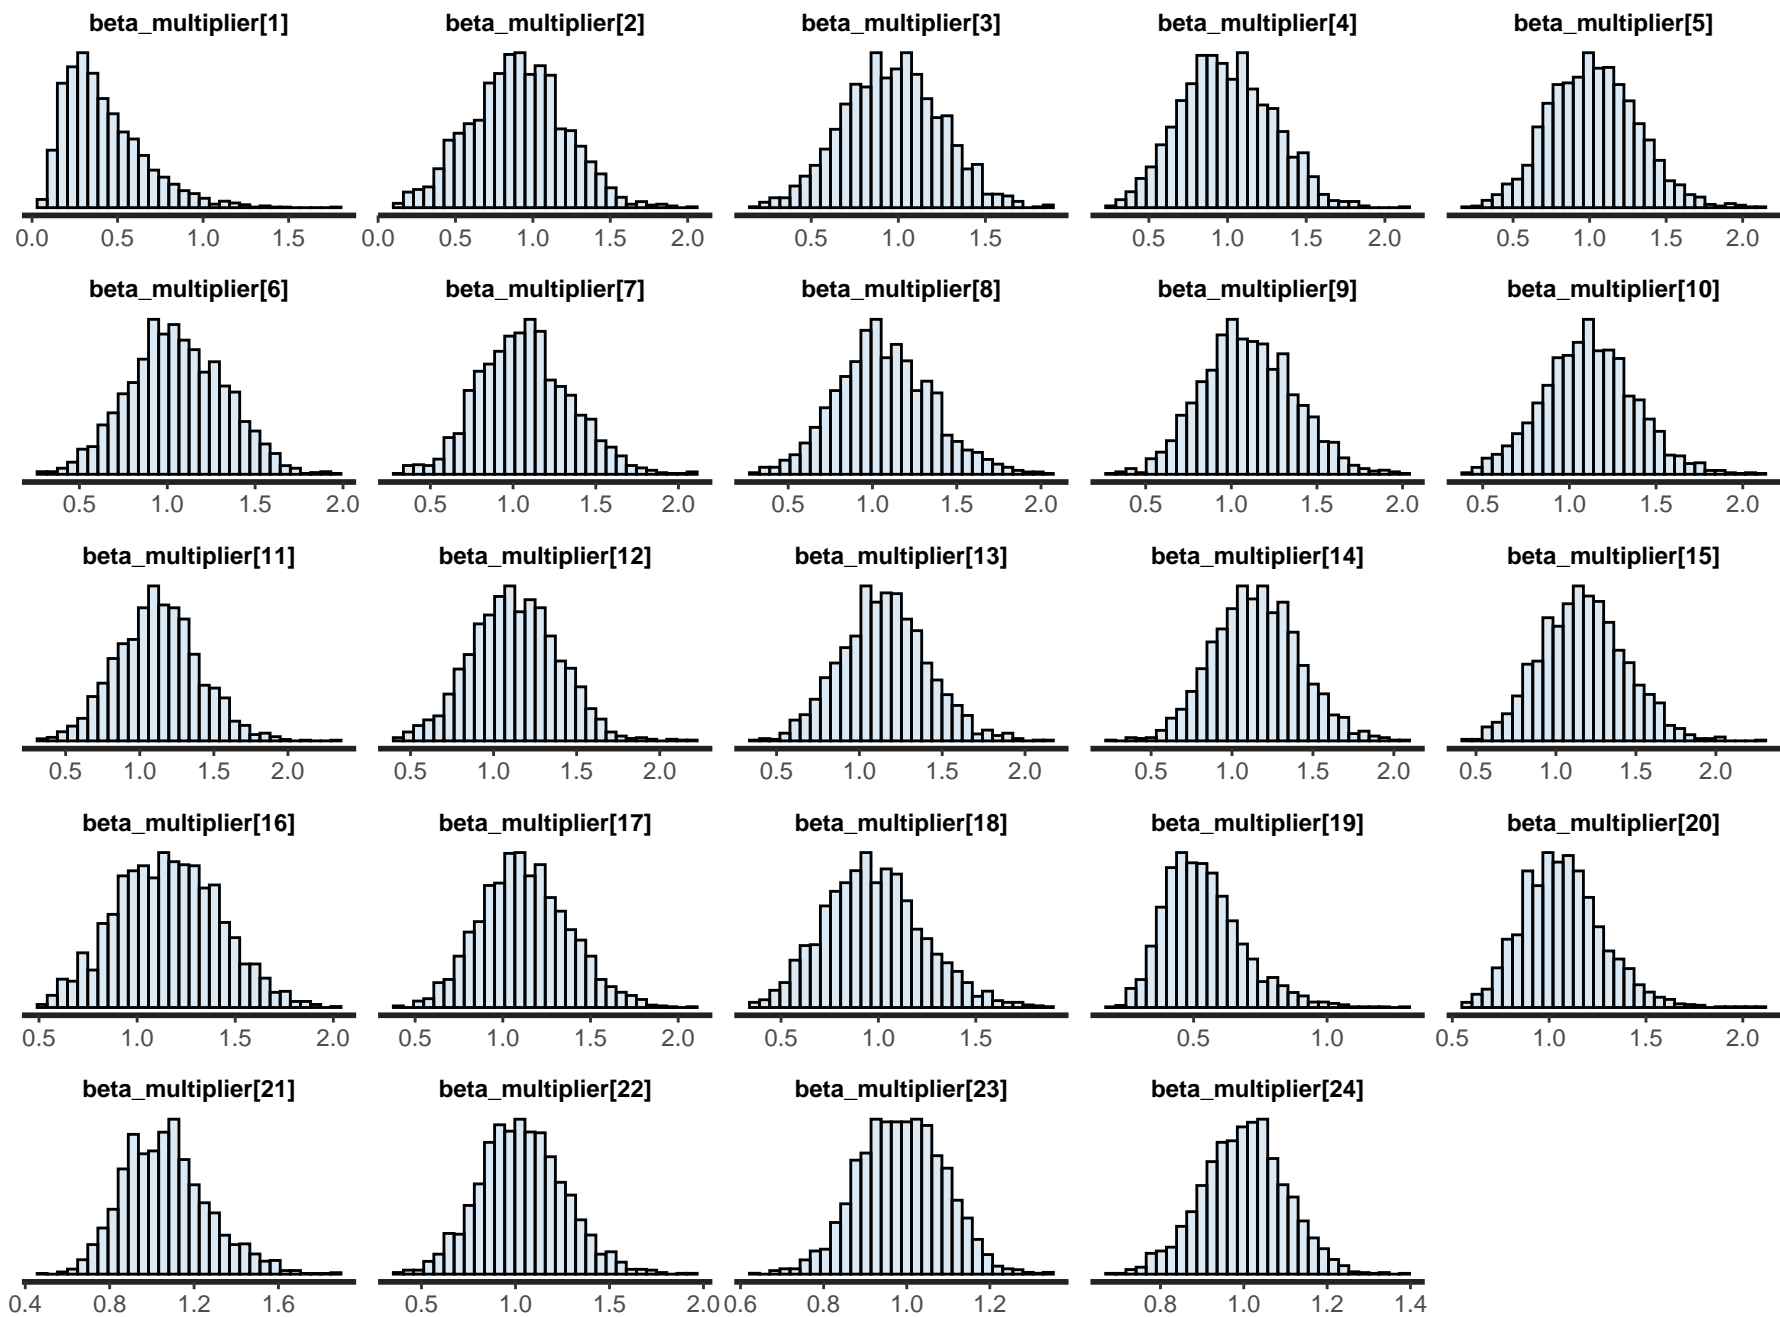 beta_multiplier[1] beta_multiplier[2] beta_multiplier[3] beta_multiplier[4] beta_multiplier[5]
0.0 0.5 1.0 1.5 0.0 0.5 1.0 1.5 2.0 0.5 1.0 1.5 0.5 1.0 1.5 2.0 0.5 1.0 1.5 2.0
beta_multiplier[6] beta_multiplier[7] beta_multiplier[8] beta_multiplier[9] beta_multiplier[10]
0.5 1.0 1.5 2.0 0.5 1.0 1.5 2.0 0.5 1.0 1.5 2.0 0.5 1.0 1.5 2.0 0.5 1.0 1.5 2.0
beta_multiplier[11] beta_multiplier[12] beta_multiplier[13] beta_multiplier[14] beta_multiplier[15]
0.5 1.0 1.5 2.0 0.5 1.0 1.5 2.0 0.5 1.0 1.5 2.0 0.5 1.0 1.5 2.0 0.5 1.0 1.5 2.0
beta_multiplier[16] beta_multiplier[17] beta_multiplier[18] beta_multiplier[19] beta_multiplier[20]
0.5 1.0 1.5 2.0 0.5 1.0 1.5 2.0 0.5 1.0 1.5 0.5 1.0 0.5 1.0 1.5 2.0
beta_multiplier[21] beta_multiplier[22] beta_multiplier[23] beta_multiplier[24]
0.4 0.8 1.2 1.6 0.5 1.0 1.5 2.0 0.6 0.8 1.0 1.2 0.8 1.0 1.2 1.4